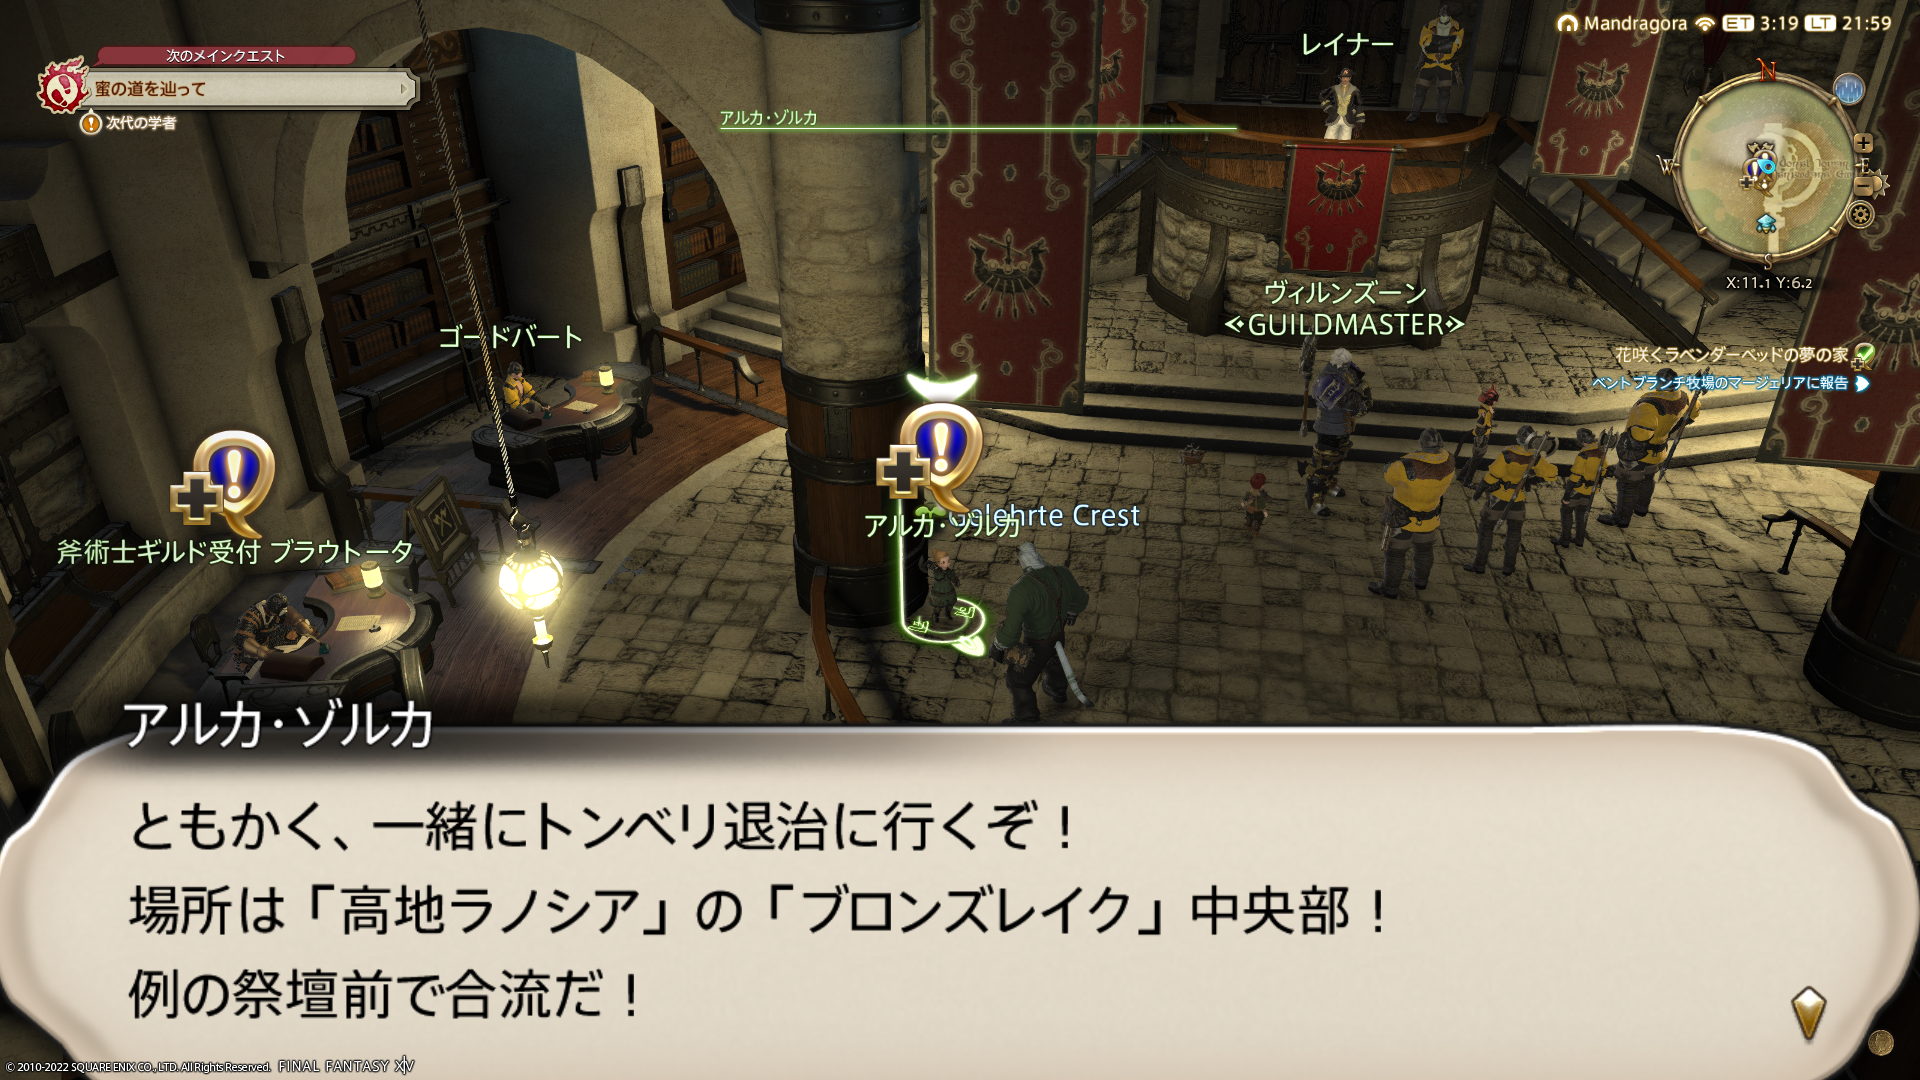 Mandragora ET 3:19 LT 21:59
次のメインクエスト
蜜の道を辿って
次代の学者
アルカ・ゾルカ
レイナー
N
W
E
S
X:11.1 Y:6.2
ヴィルンズーン
GUILDMASTER
ゴードバート
花咲くラベンダーベッドの夢の家
ベントブランチ牧場のマージェリアに報告
斧術士ギルド受付 ブラウトータ
アルカ・ゾルカ
Gelehrte Crest
アルカ・ゾルカ
ともかく、一緒にトンベリ退治に行くぞ！
場所は「高地ラノシア」の「ブロンズレイク」中央部！
例の祭壇前で合流だ！
© 2010-2022 SQUARE ENIX CO., LTD. All Rights Reserved. FINAL FANTASY XIV